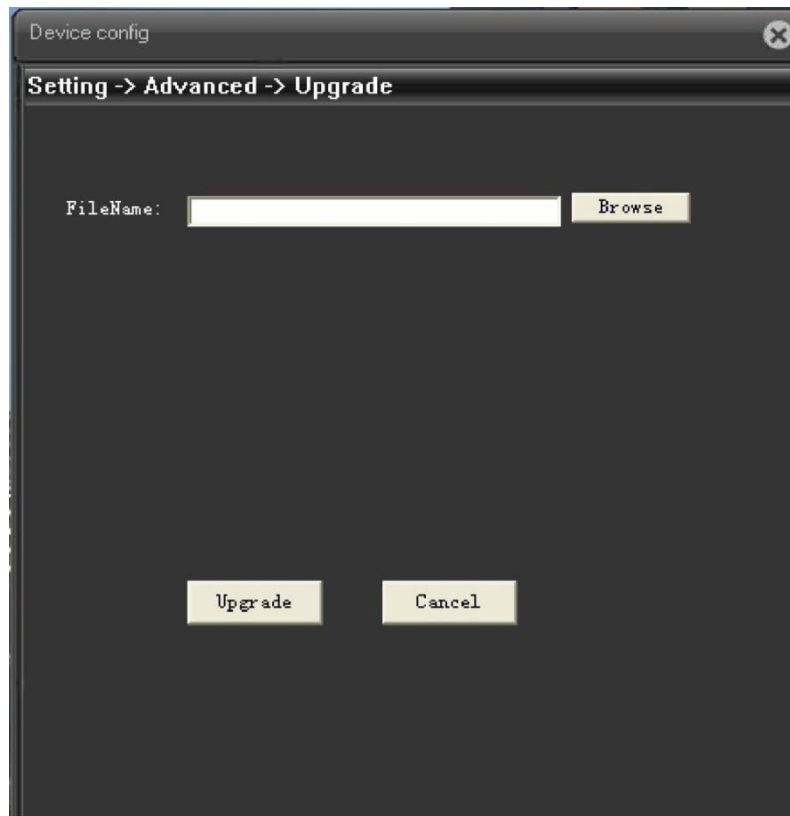 Device config
Setting -> Advanced -> Upgrade
FileName:
Browse
Upgrade
Cancel